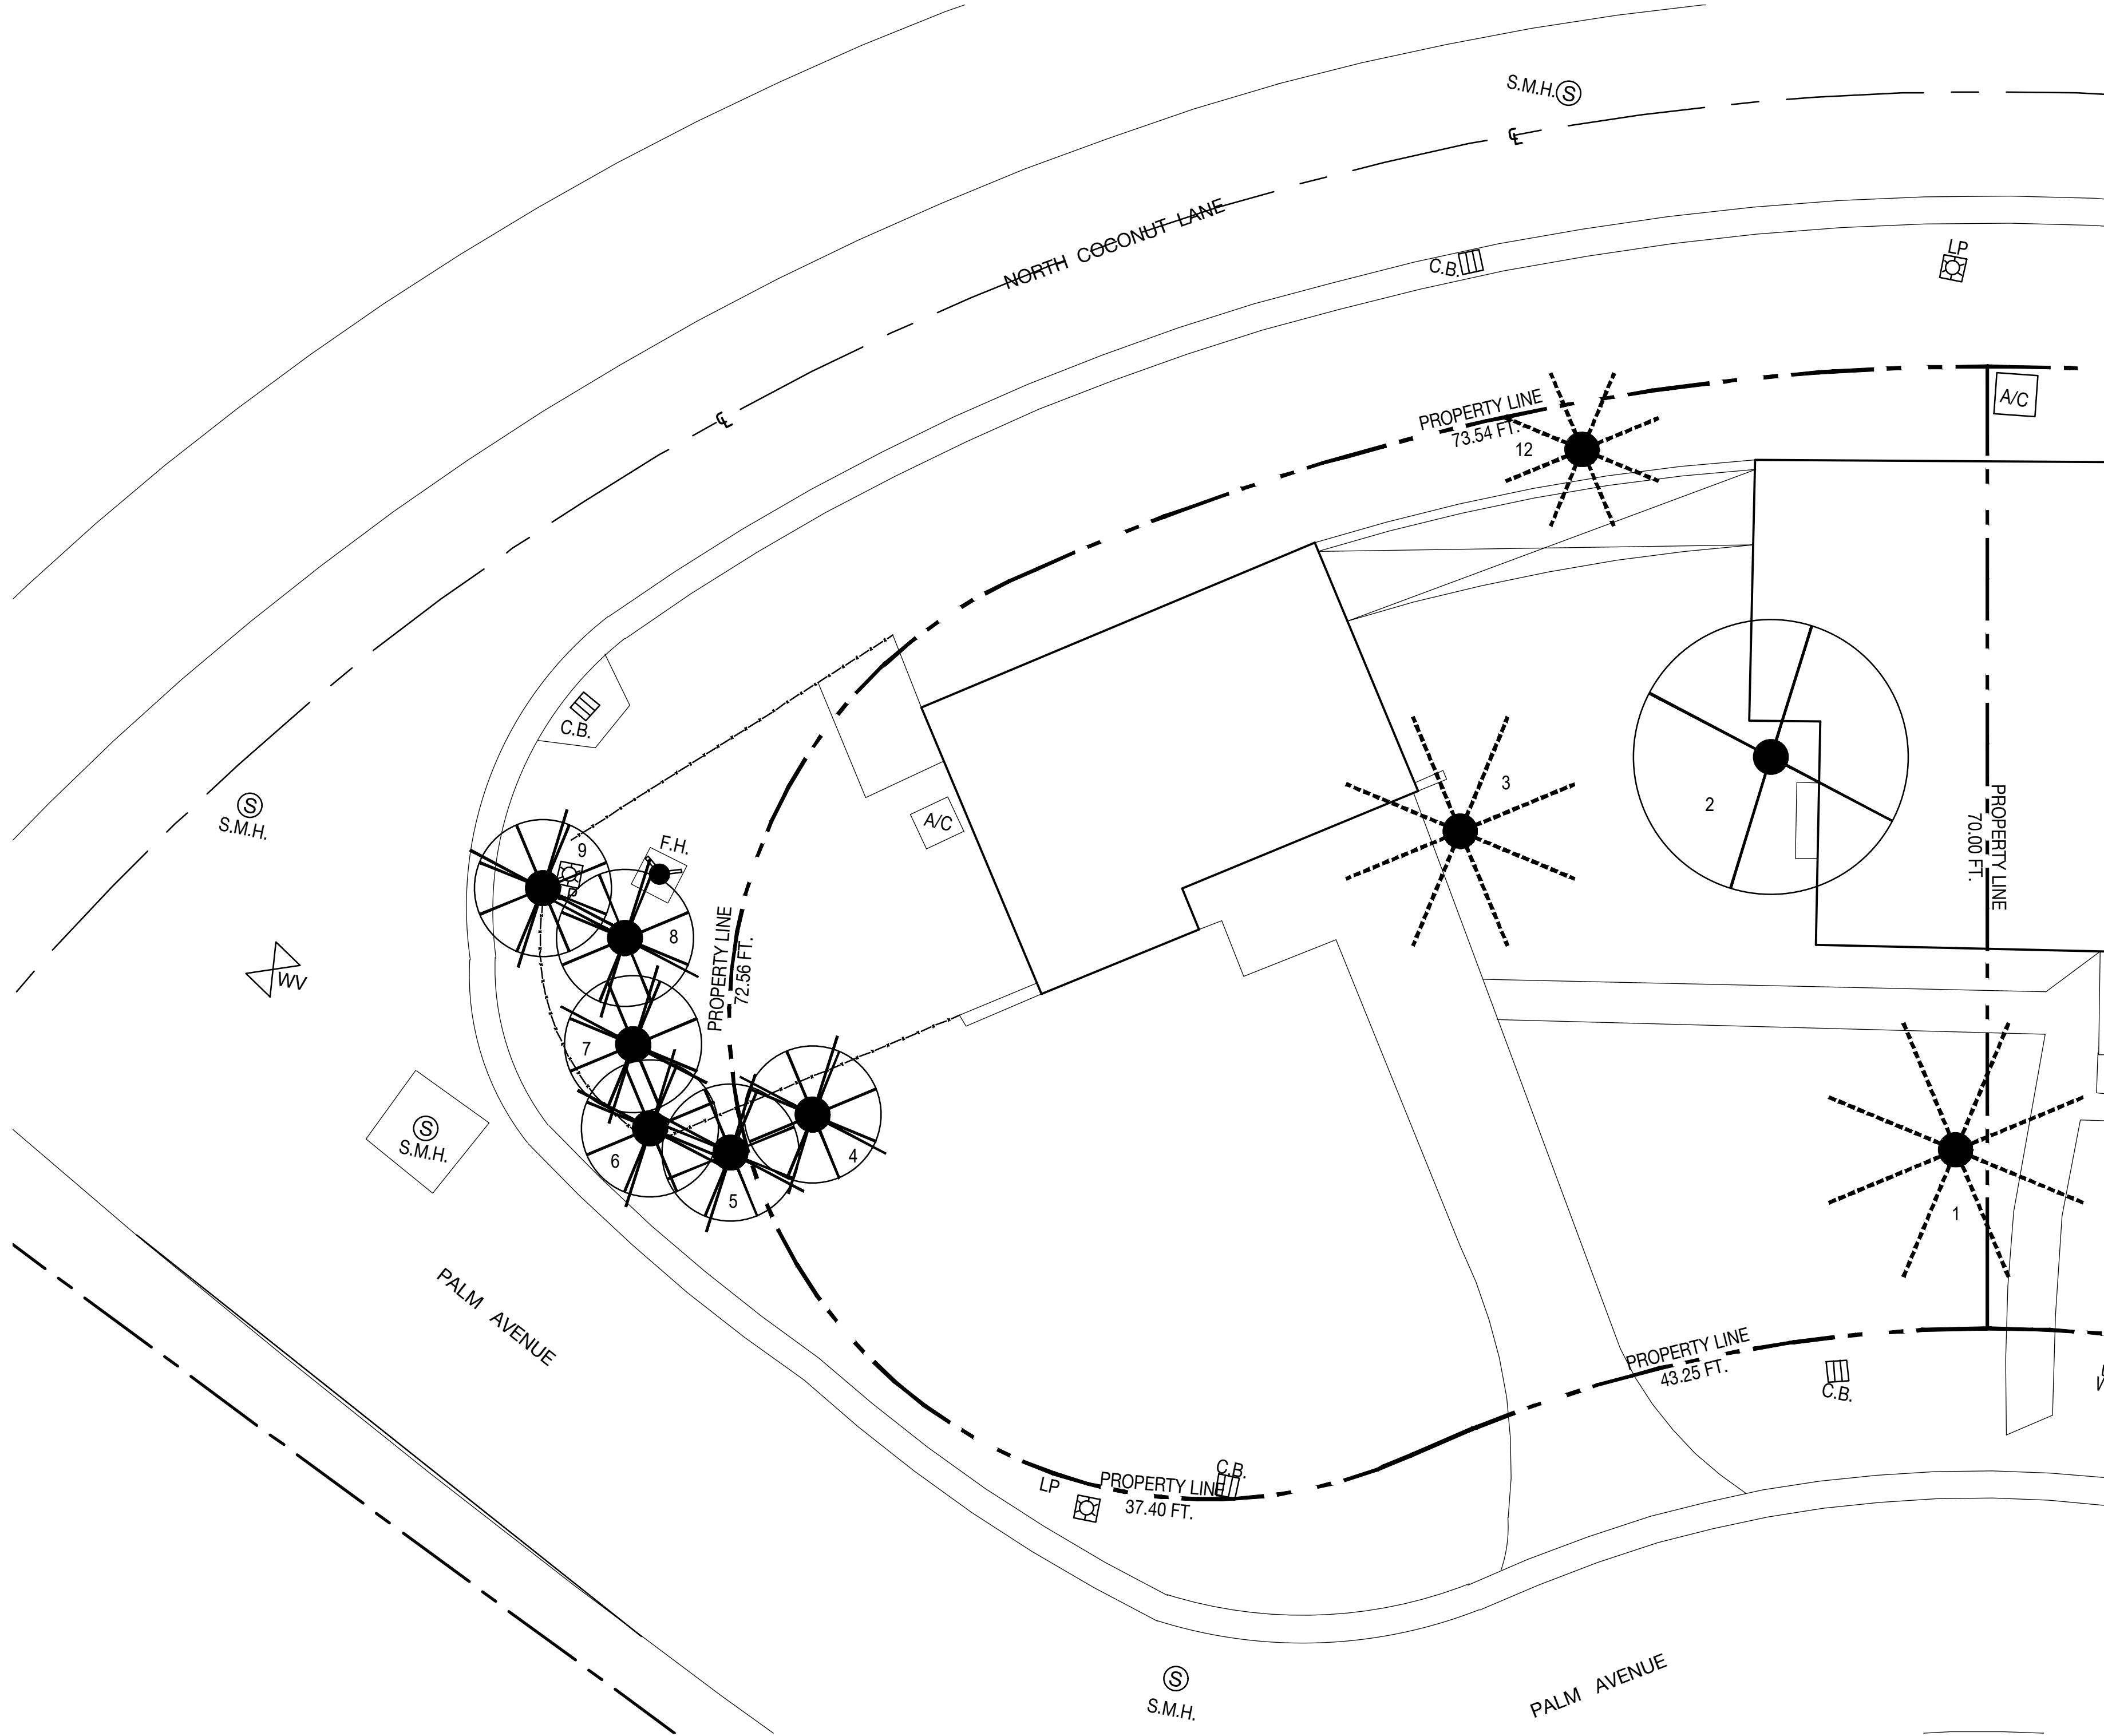 S.M.H. S
℄
NORTH COCONUT LANE
LP
C.B.
PROPERTY LINE
73.54 FT.
12
A/C
℄
C.B.
3
2
PROPERTY LINE
70.00 FT.
S
S.M.H.
A/C
F.H.
9
8
PROPERTY LINE
72.56 FT.
WV
7
S
S.M.H.
6
5
4
1
PALM AVENUE
PROPERTY LINE
43.25 FT.
C.B.
C.B.
LP
PROPERTY LINE
37.40 FT.
S
S.M.H.
PALM AVENUE